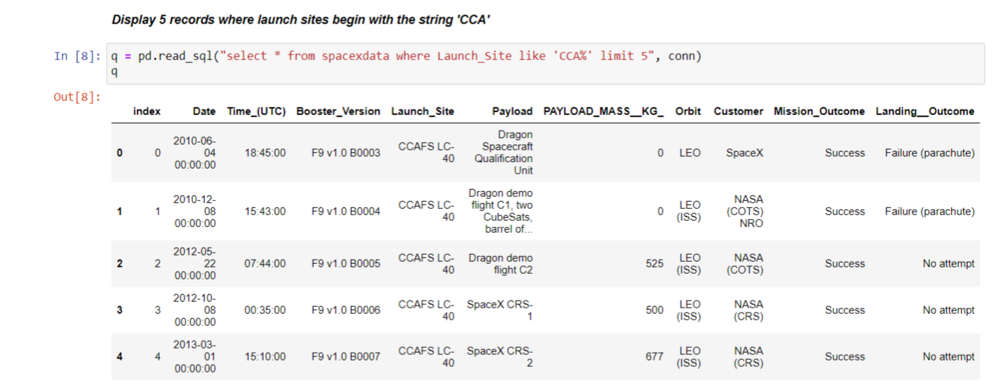 Display 5 records where launch sites begin with the string 'CCA'
In [8]: q = pd.read_sql("select * from spacexdata where Launch_Site like 'CCA%' limit 5", conn)
q
Out[8]:
index Date Time_(UTC) Booster_Version Launch_Site Payload PAYLOAD_MASS__KG_ Orbit Customer Mission_Outcome Landing__Outcome
0 0 2010-06-04 00:00:00 18:45:00 F9 v1.0 B0003 CCAFS LC-40 Dragon Spacecraft Qualification Unit 0 LEO SpaceX Success Failure (parachute)
1 1 2010-12-08 00:00:00 15:43:00 F9 v1.0 B0004 CCAFS LC-40 Dragon demo flight C1, two CubeSats, barrel of... 0 LEO (ISS) NASA (COTS) NRO Success Failure (parachute)
2 2 2012-05-22 00:00:00 07:44:00 F9 v1.0 B0005 CCAFS LC-40 Dragon demo flight C2 525 LEO (ISS) NASA (COTS) Success No attempt
3 3 2012-10-08 00:00:00 00:35:00 F9 v1.0 B0006 CCAFS LC-40 SpaceX CRS-1 500 LEO (ISS) NASA (CRS) Success No attempt
4 4 2013-03-01 00:00:00 15:10:00 F9 v1.0 B0007 CCAFS LC-40 SpaceX CRS-2 677 LEO (ISS) NASA (CRS) Success No attempt